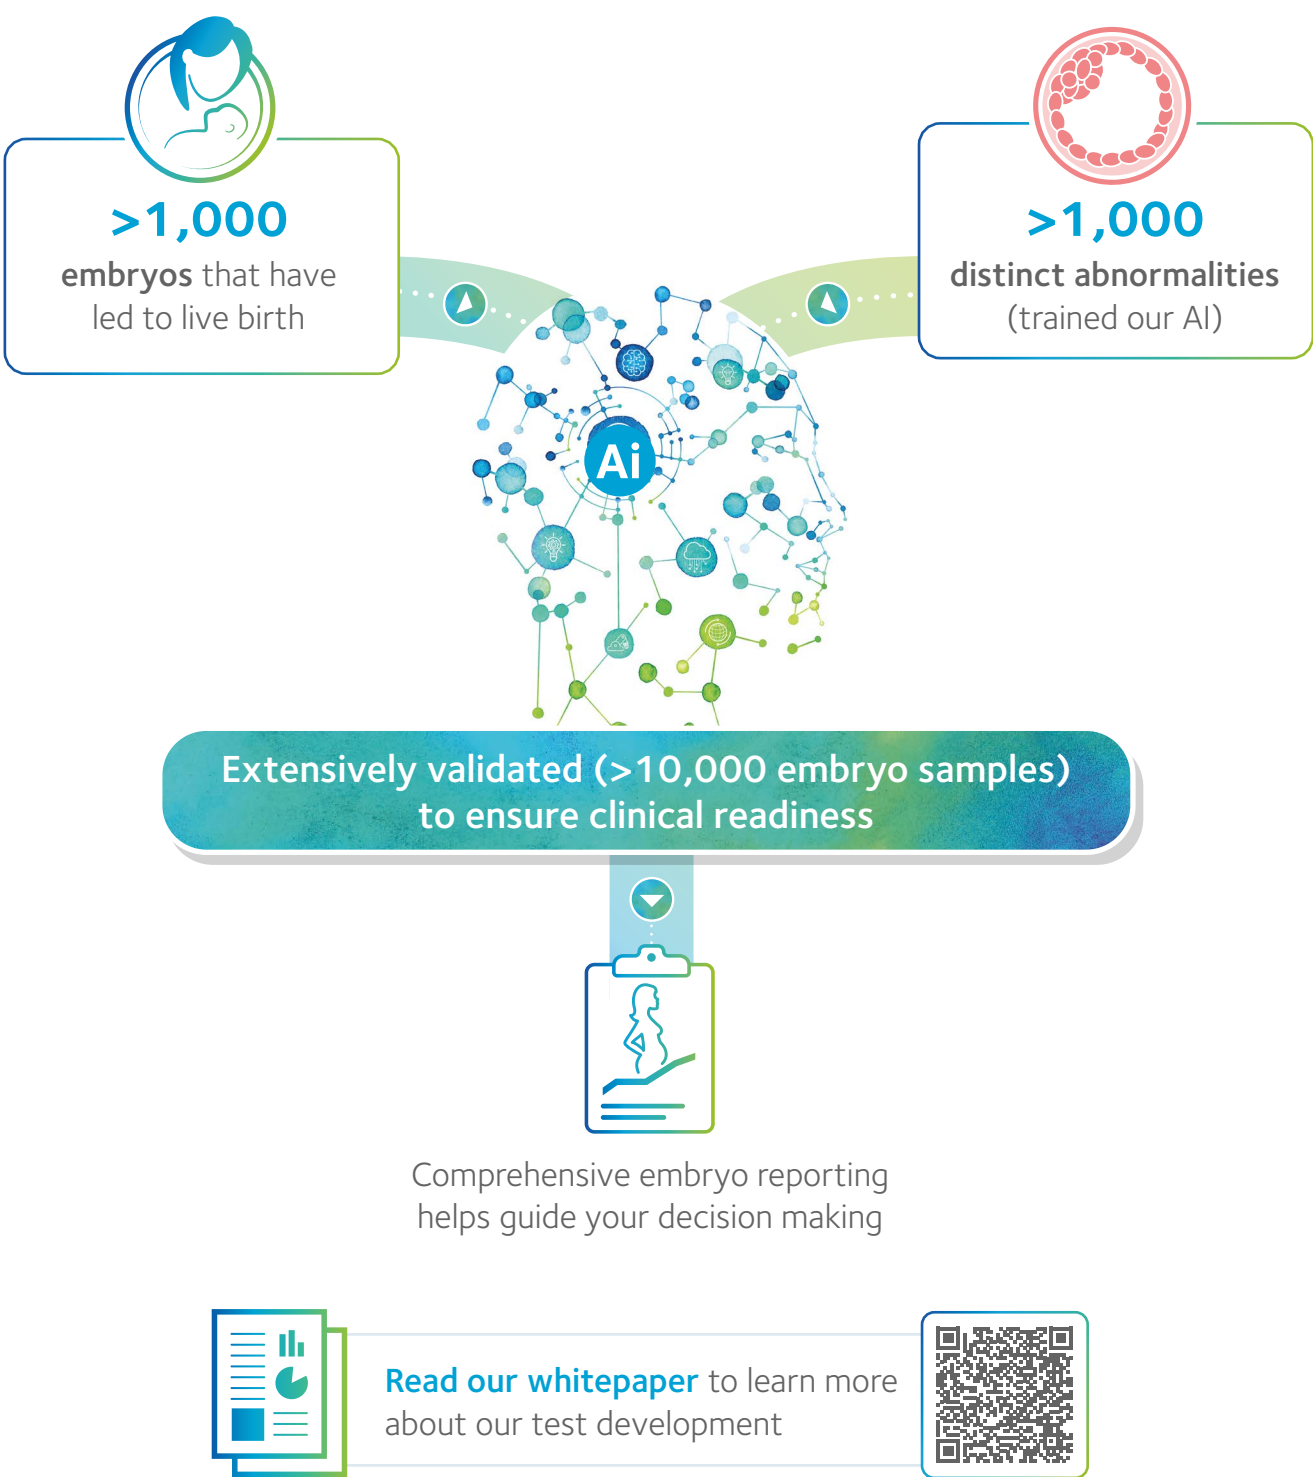 >1,000
embryos that have
led to live birth
>1,000
distinct abnormalities
(trained our AI)
Ai
Extensively validated (>10,000 embryo samples)
to ensure clinical readiness
Comprehensive embryo reporting
helps guide your decision making
Read our whitepaper to learn more
about our test development